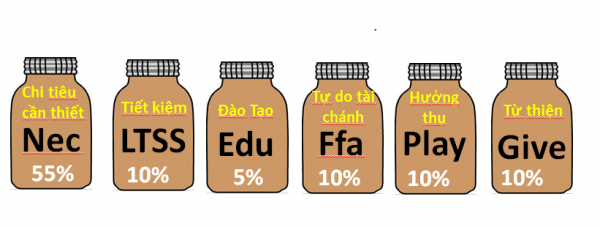 Chi tiêu
cần thiết
Nec
55%
Tiết kiệm
LTSS
10%
Đào Tạo
Edu
5%
Tự do tài
chánh
Ffa
10%
Hưởng
thụ
Play
10%
Từ thiện
Give
10%